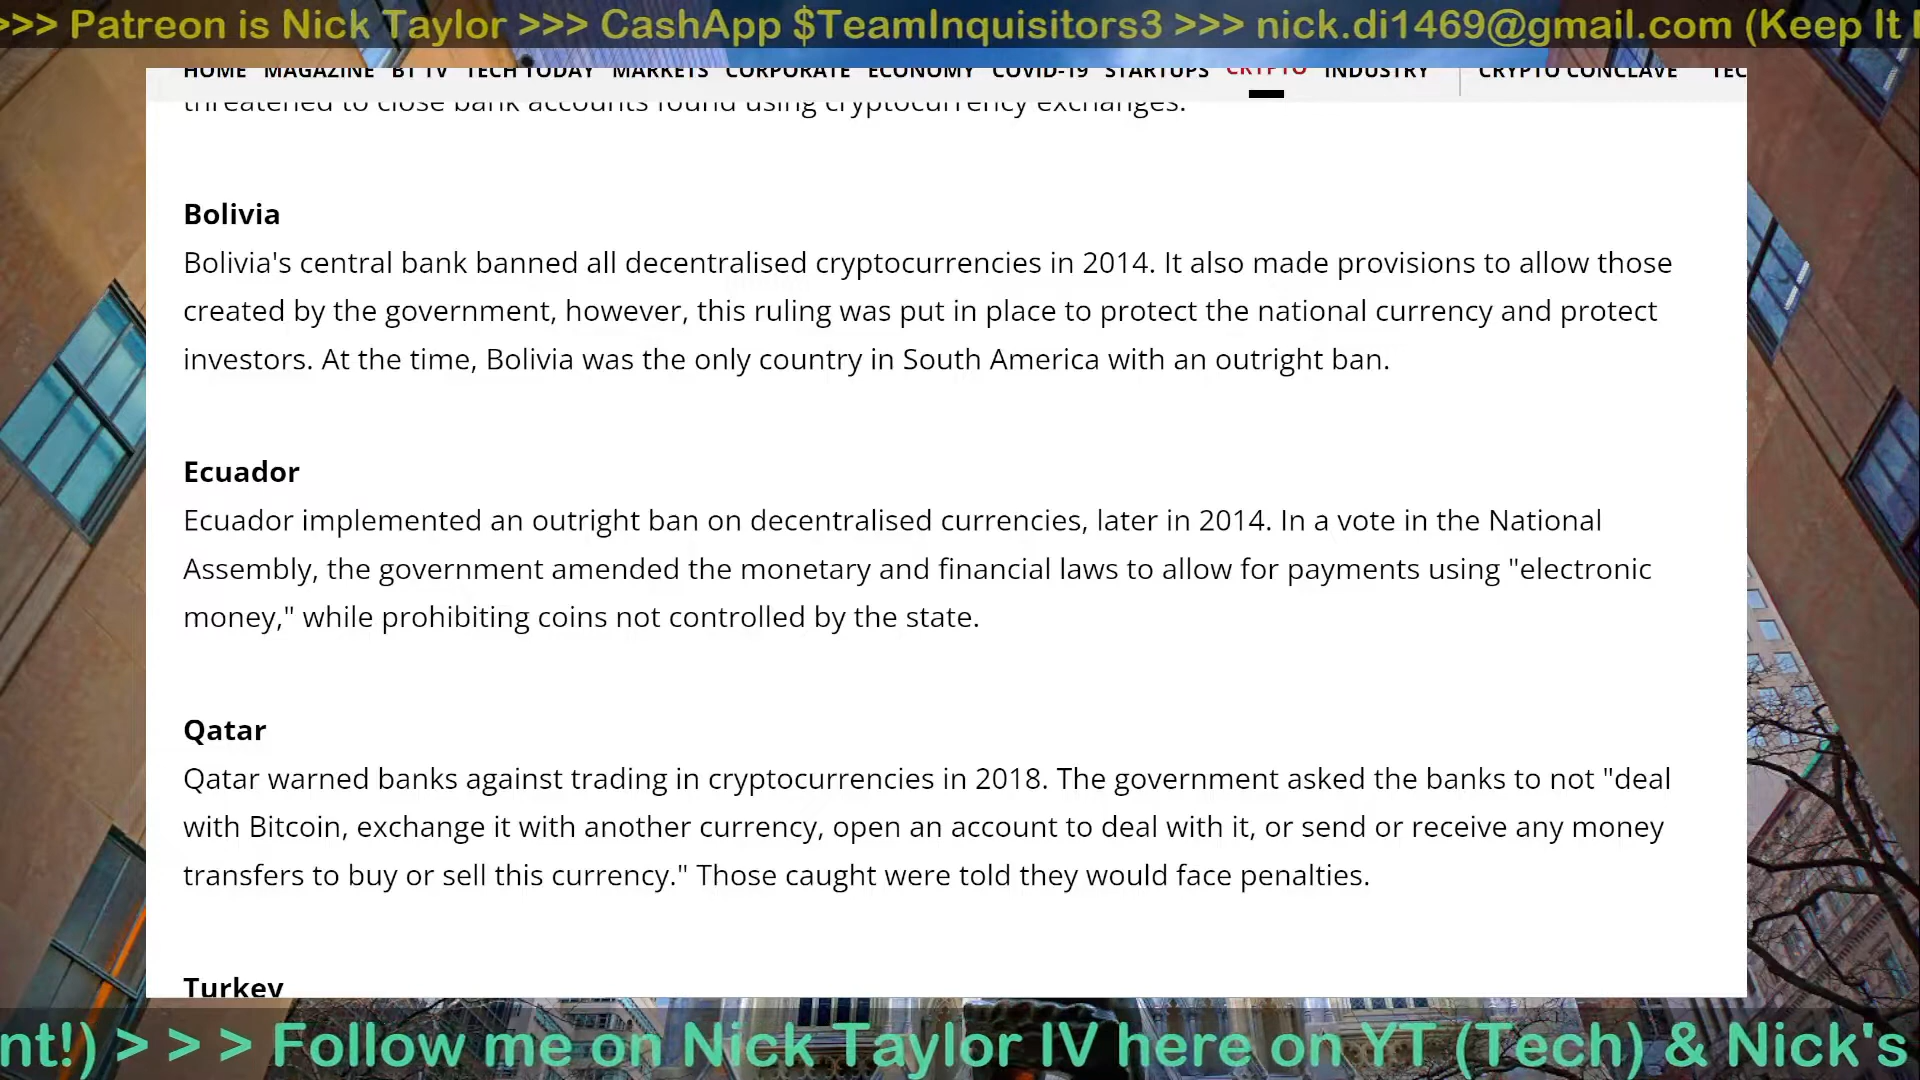 >>> Patreon is Nick Taylor >>> CashApp $TeamInquisitors3 >>> nick.di1469@gmail.com (Keep It
HOME MAGAZINE BT TV TECH TODAY MARKETS CORPORATE ECONOMY COVID-19 STARTUPS CRYPTO INDUSTRY CRYPTO CONCLAVE TEC
threatened to close bank accounts found using cryptocurrency exchanges.
Bolivia
Bolivia's central bank banned all decentralised cryptocurrencies in 2014. It also made provisions to allow those
created by the government, however, this ruling was put in place to protect the national currency and protect
investors. At the time, Bolivia was the only country in South America with an outright ban.
Ecuador
Ecuador implemented an outright ban on decentralised currencies, later in 2014. In a vote in the National
Assembly, the government amended the monetary and financial laws to allow for payments using "electronic
money," while prohibiting coins not controlled by the state.
Qatar
Qatar warned banks against trading in cryptocurrencies in 2018. The government asked the banks to not "deal
with Bitcoin, exchange it with another currency, open an account to deal with it, or send or receive any money
transfers to buy or sell this currency." Those caught were told they would face penalties.
Turkey
nt!) > > > Follow me on Nick Taylor IV here on YT (Tech) & Nick's